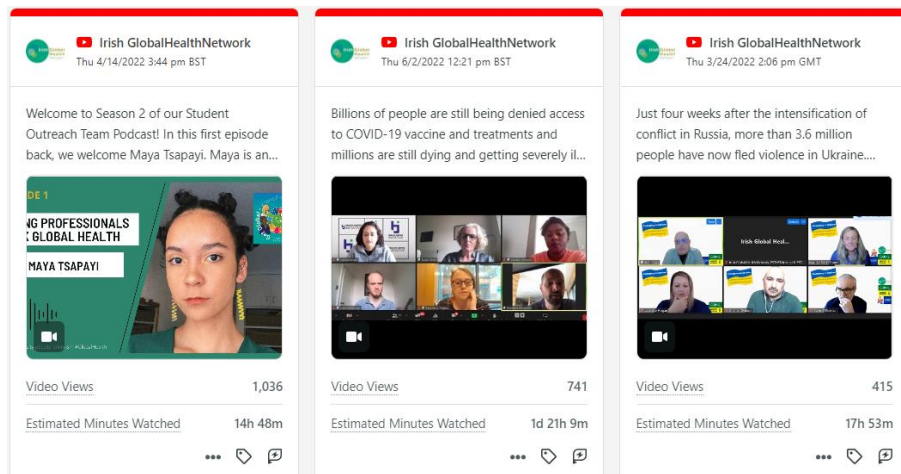 Irish GlobalHealthNetwork
Thu 4/14/2022 3:44 pm BST
Welcome to Season 2 of our Student
Outreach Team Podcast! In this first episode
back, we welcome Maya Tsapayi. Maya is an...
DE 1
NG PROFESSIONALS
GLOBAL HEALTH
MAYA TSAPAYI
Video Views 1,036
Estimated Minutes Watched 14h 48m
Irish GlobalHealthNetwork
Thu 6/2/2022 12:21 pm BST
Billions of people are still being denied access
to COVID-19 vaccine and treatments and
millions are still dying and getting severely il...
Video Views 741
Estimated Minutes Watched 1d 21h 9m
Irish GlobalHealthNetwork
Thu 3/24/2022 2:06 pm GMT
Just four weeks after the intensification of
conflict in Russia, more than 3.6 million
people have now fled violence in Ukraine....
Irish Global Heal...
Video Views 415
Estimated Minutes Watched 17h 53m